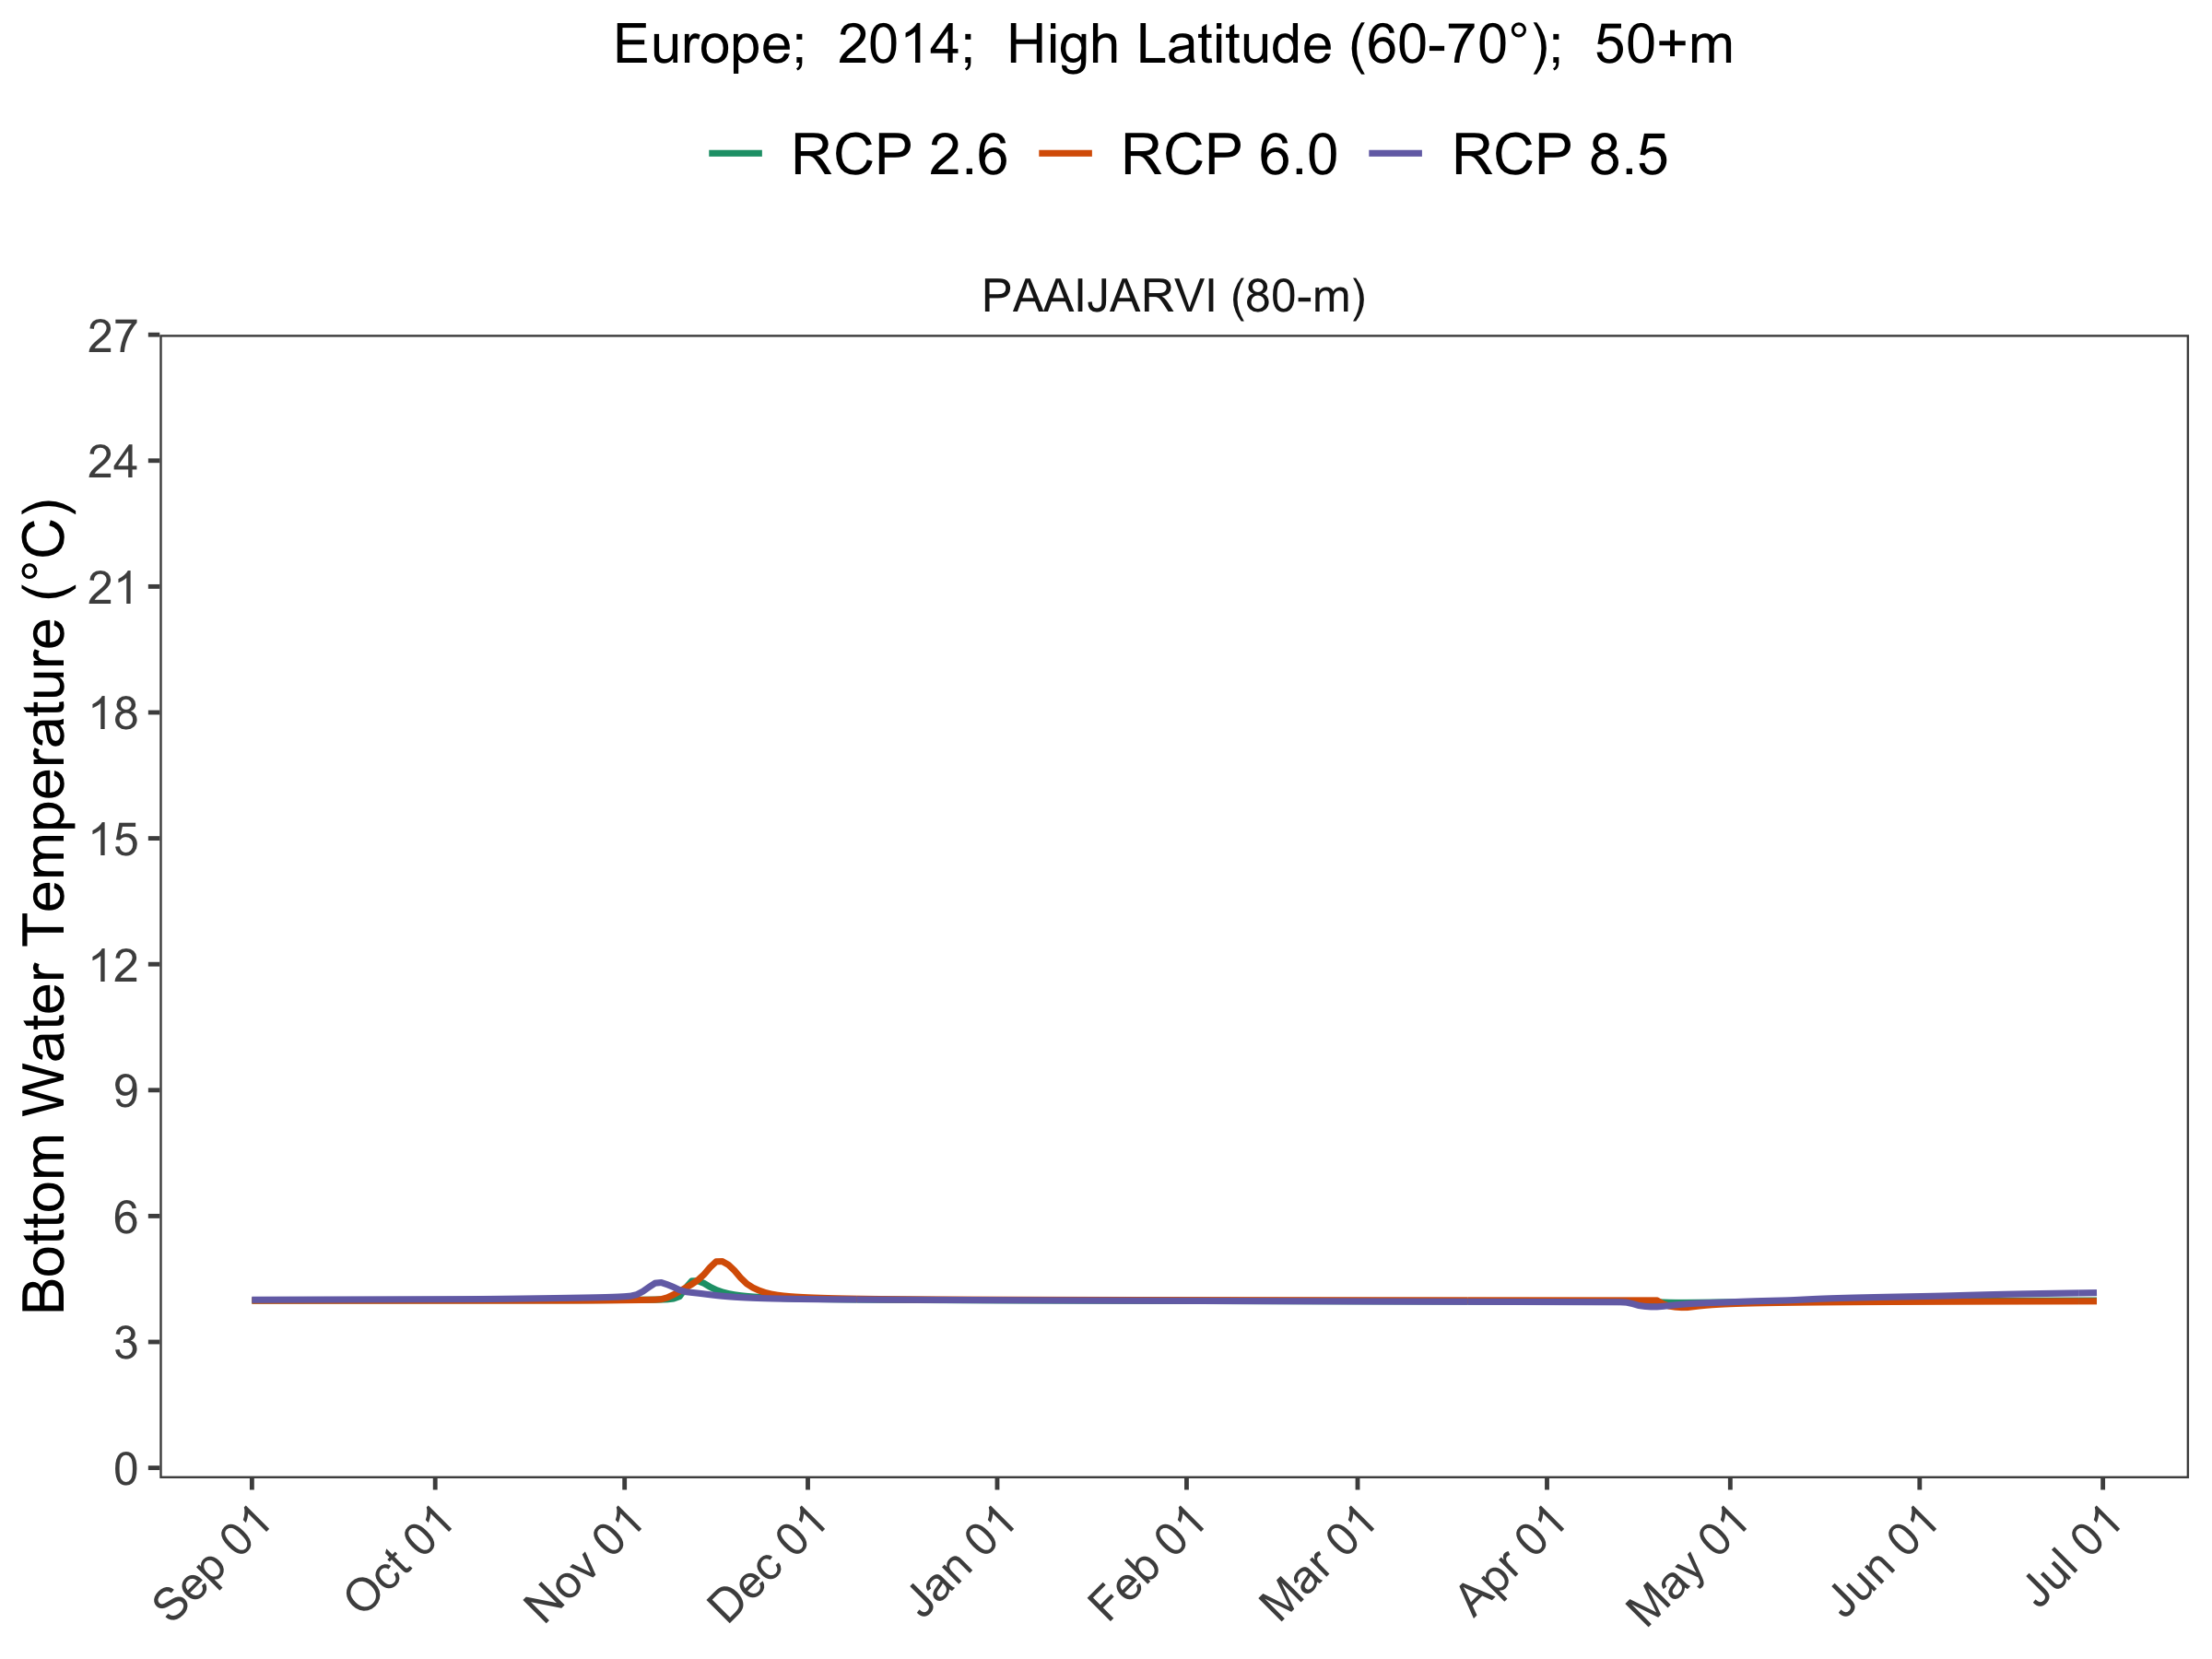 Europe; 2014; High Latitude (60-70°); 50+m
RCP 2.6 RCP 6.0 RCP 8.5
PAAIJARVI (80-m)
Bottom Water Temperature (°C)
27
24
21
18
15
12
9
6
3
0
Sep 01 Oct 01 Nov 01 Dec 01 Jan 01 Feb 01 Mar 01 Apr 01 May 01 Jun 01 Jul 01